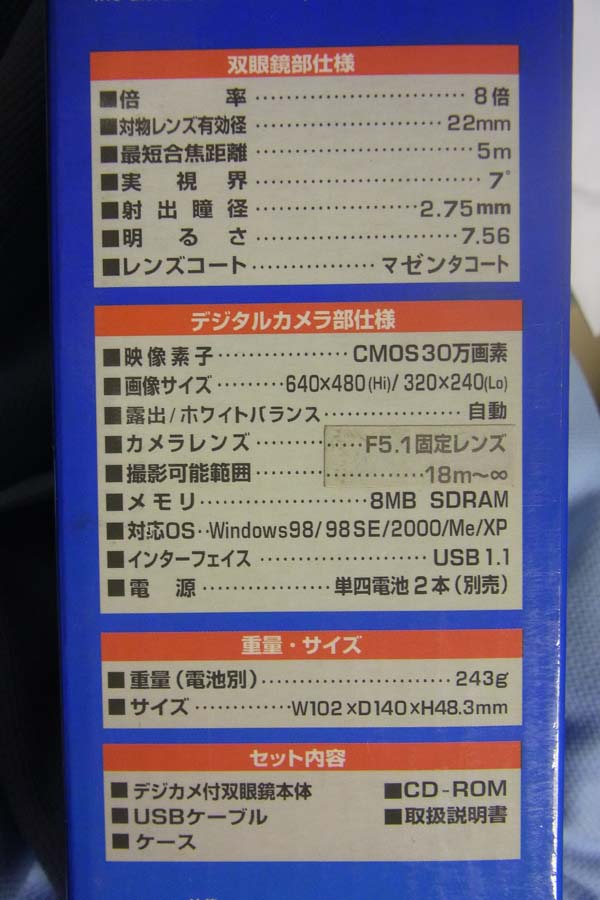 双眼鏡部仕様
■倍率‥‥‥‥‥‥‥‥8倍
■対物レンズ有効径‥‥‥‥‥‥‥‥22mm
■最短合焦距離‥‥‥‥‥‥‥‥5m
■実視界‥‥‥‥‥‥‥‥7°
■射出瞳径‥‥‥‥‥‥‥‥2.75mm
■明るさ‥‥‥‥‥‥‥‥7.56
■レンズコート‥‥‥‥‥‥マゼンタコート
デジタルカメラ部仕様
■映像素子‥‥‥‥‥‥CMOS30万画素
■画像サイズ‥‥‥‥640×480(Hi)/320×240(Lo)
■露出/ホワイトバランス‥‥‥‥‥‥自動
■カメラレンズ‥‥‥‥‥‥F5.1固定レンズ
■撮影可能範囲‥‥‥‥‥‥18m〜∞
■メモリ‥‥‥‥‥‥‥‥8MB SDRAM
■対応OS‥Windows98/98SE/2000/Me/XP
■インターフェイス‥‥‥‥‥‥‥‥USB1.1
■電源‥‥‥‥‥‥単四電池2本(別売)
重量・サイズ
■重量(電池別)‥‥‥‥‥‥‥‥243g
■サイズ‥‥‥‥‥‥W102×D140×H48.3mm
セット内容
■デジカメ付双眼鏡本体 ■CD-ROM
■USBケーブル ■取扱説明書
■ケース